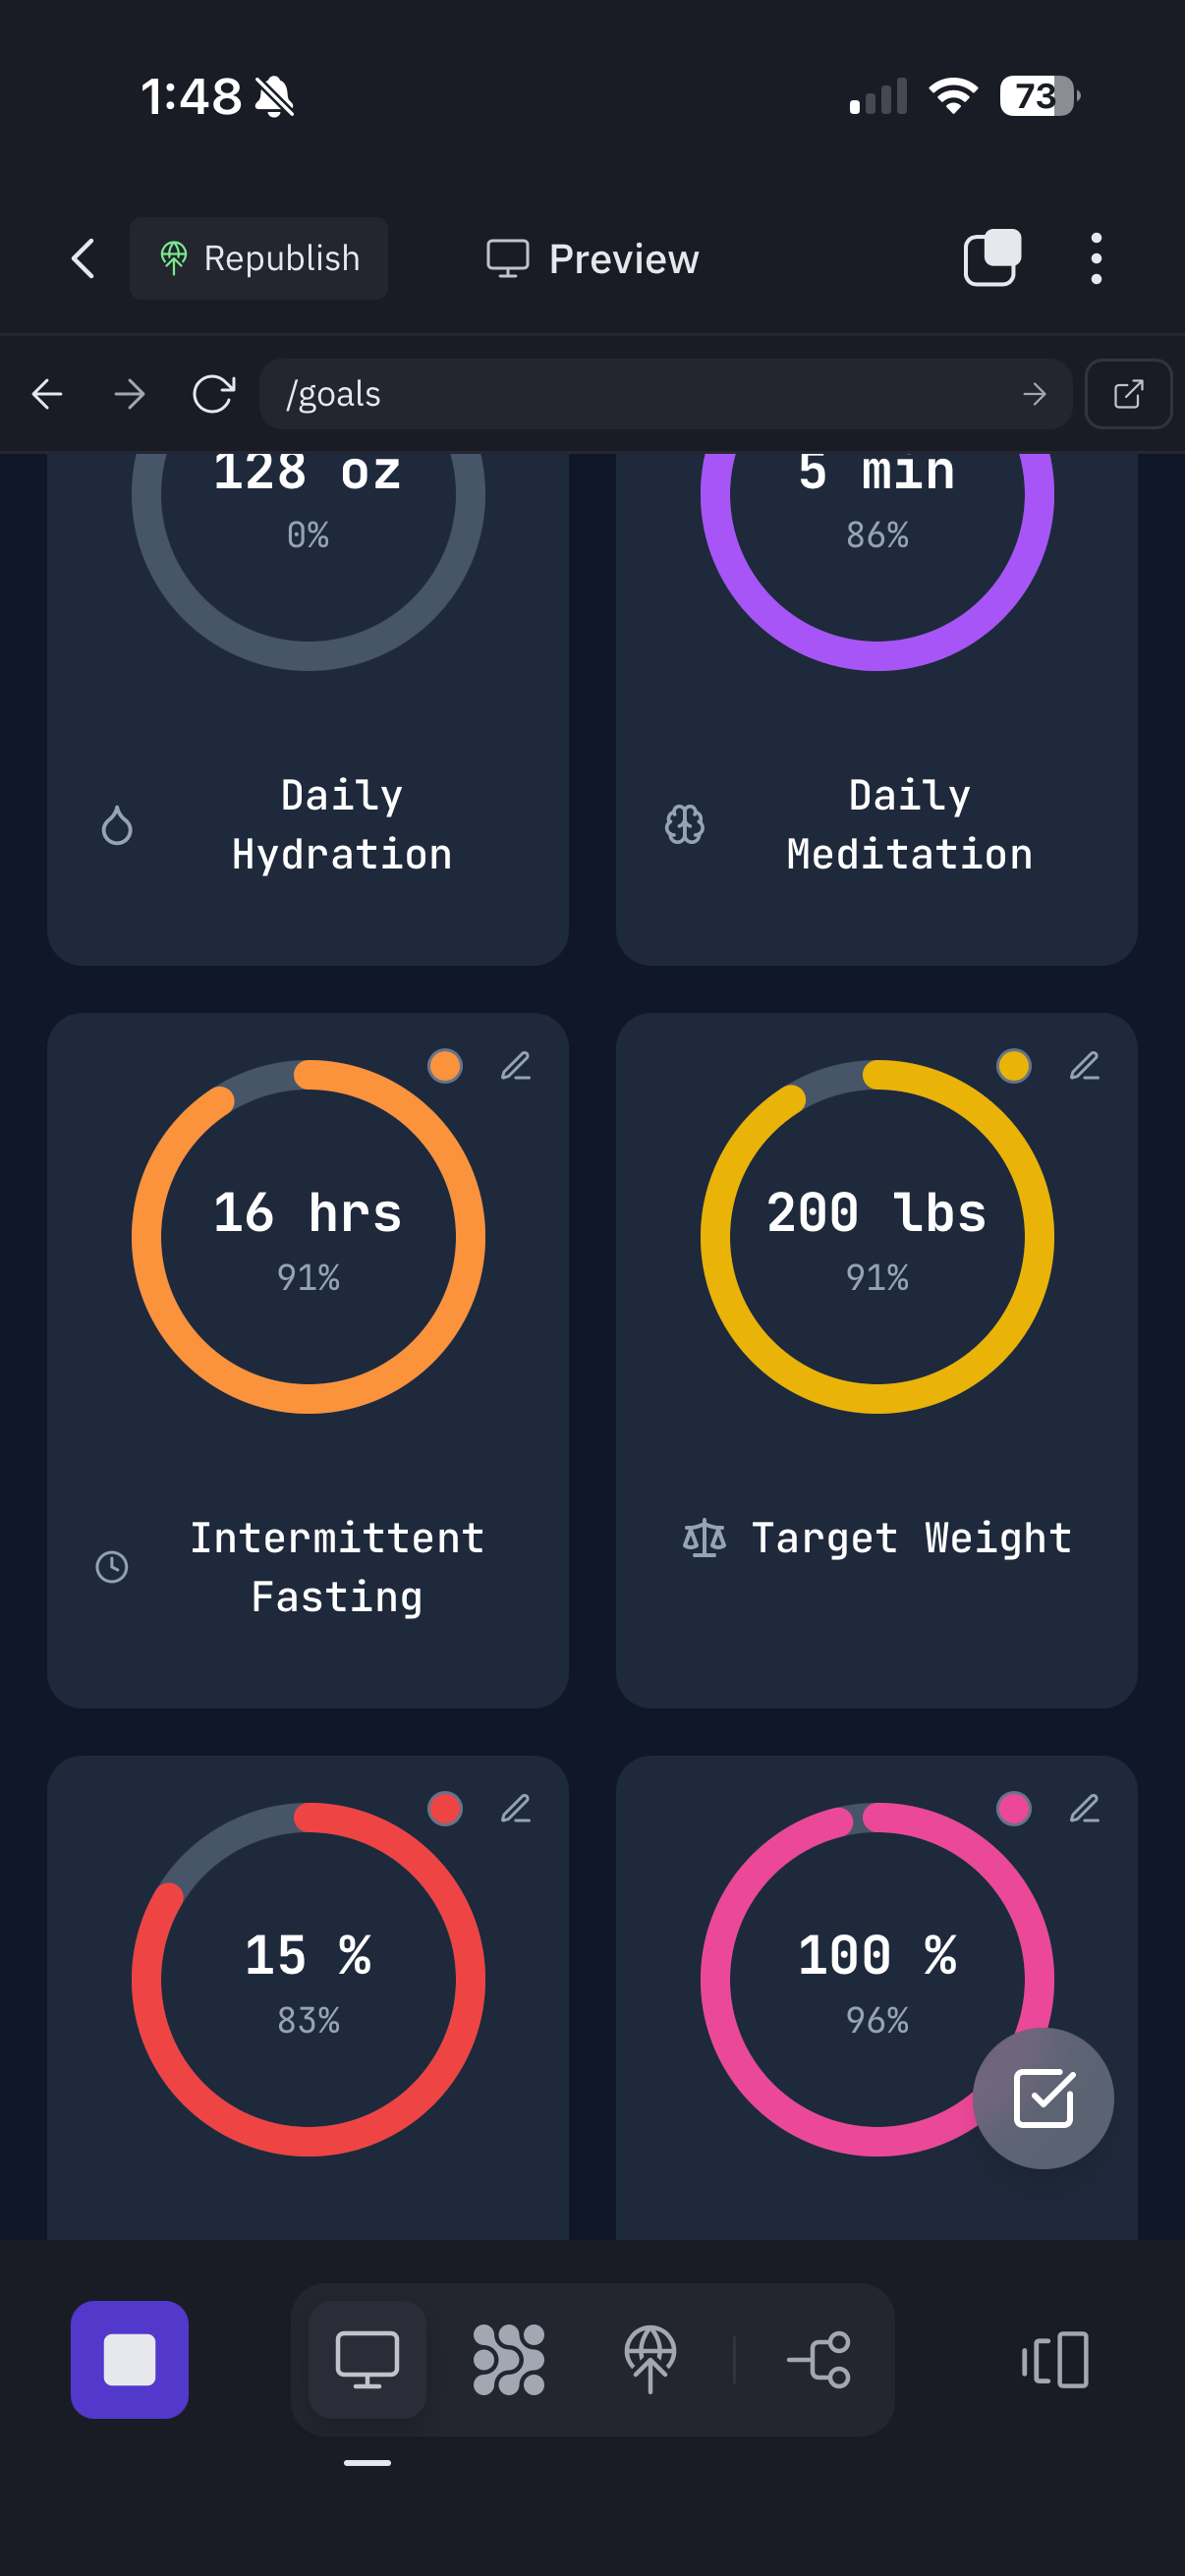 1:48
73
Republish
Preview
/goals
128 oz
0%
5 min
86%
Daily
Hydration
Daily
Meditation
16 hrs
91%
200 lbs
91%
Intermittent
Fasting
Target Weight
15 %
83%
100 %
96%